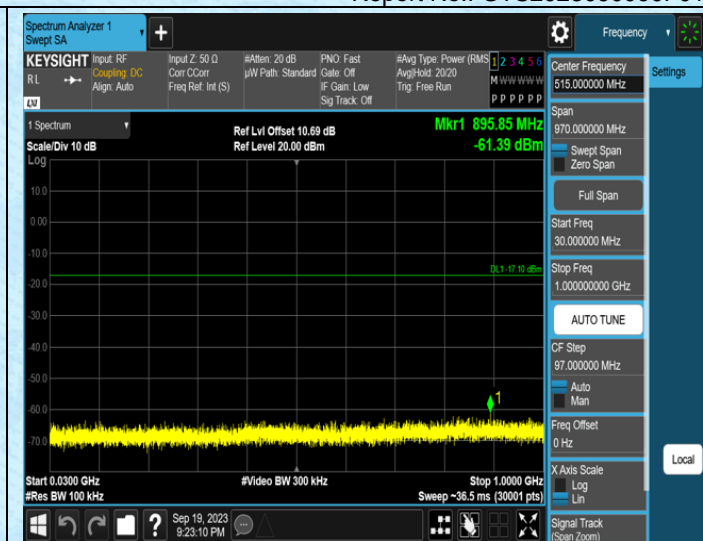 Spectrum Analyzer 1
Swept SA
+
Frequency
KEYSIGHT
RL
LXI
Input: RF
Coupling: DC
Align: Auto
Input Z: 50 Ω
Corr CCorr
Freq Ref: Int (S)
#Atten: 20 dB
µW Path: Standard
PNO: Fast
Gate: Off
IF Gain: Low
Sig Track: Off
#Avg Type: Power (RMS
Avg|Hold: 20/20
Trig: Free Run
1 2 3 4 5 6
M W W W W W
P P P P P P
1 Spectrum
Scale/Div 10 dB
Ref Lvl Offset 10.69 dB
Ref Level 20.00 dBm
Mkr1 895.85 MHz
-61.39 dBm
Log
10.0
0.00
-10.0
DL1 -17.10 dBm
-20.0
-30.0
-40.0
-50.0
-60.0
1
-70.0
Start 0.0300 GHz
#Res BW 100 kHz
#Video BW 300 kHz
Stop 1.0000 GHz
Sweep ~36.5 ms (30001 pts)
?
Sep 19, 2023
9:23:10 PM
Center Frequency
515.000000 MHz
Settings
Span
970.000000 MHz
Swept Span
Zero Span
Full Span
Start Freq
30.000000 MHz
Stop Freq
1.000000000 GHz
AUTO TUNE
CF Step
97.000000 MHz
Auto
Man
Freq Offset
0 Hz
Local
X Axis Scale
Log
Lin
Signal Track
(Span Zoom)